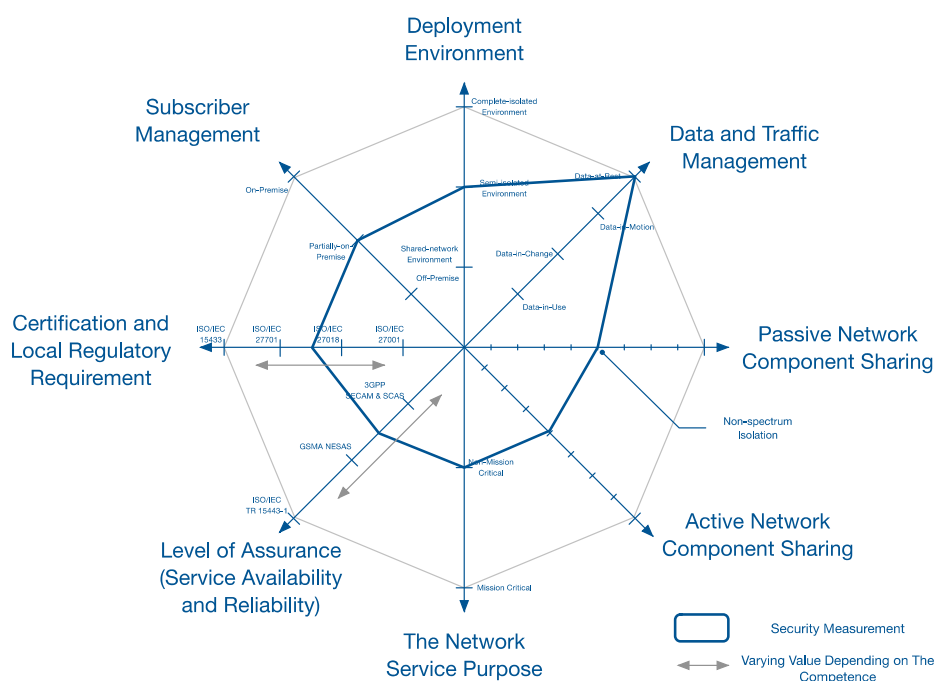 Deployment
Environment
Complete-isolated
Environment
Subscriber
Management
Data and Traffic
Management
Data-at-Rest
On-Premise
Semi-isolated
Environment
Data-in-Motion
Partially-on
Premise
Shared-network
Environment
Data-in-Change
Off-Premise
Data-in-Use
Certification and
Local Regulatory
Requirement
ISO/IEC
15433
ISO/IEC
27701
ISO/IEC
27018
ISO/IEC
27001
Passive Network
Component Sharing
3GPP
SECAM & SCAS
Non-spectrum
Isolation
GSMA NESAS
Non-Mission
Critical
ISO/IEC
TR 15443-1
Active Network
Component Sharing
Level of Assurance
(Service Availability
and Reliability)
Mission Critical
The Network
Service Purpose
Security Measurement
Varying Value Depending on The
Competence